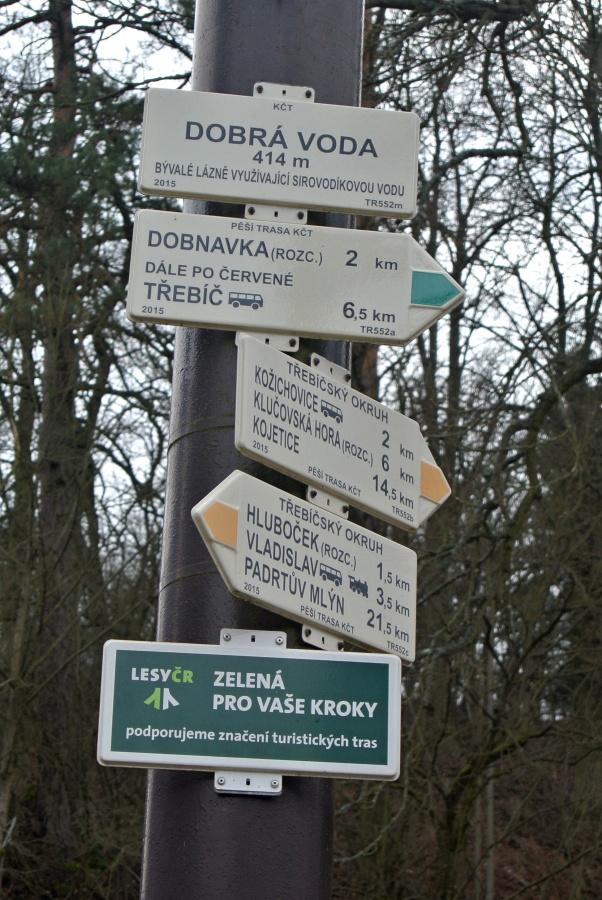 KČT
DOBRÁ VODA
414 m
BÝVALÉ LÁZNĚ VYUŽÍVAJÍCÍ SIROVODÍKOVOU VODU
2015 TR552m
PĚŠÍ TRASA KČT
DOBNAVKA (ROZC.) 2 km
DÁLE PO ČERVENÉ
TŘEBÍČ 6,5 km
2015 TR552a
TŘEBÍČSKÝ OKRUH
KOŽICHOVICE 2 km
KLUČOVSKÁ HORA (ROZC.) 6 km
KOJETICE 14,5 km
2015 PĚŠÍ TRASA KČT TR552b
TŘEBÍČSKÝ OKRUH
HLUBOČEK (ROZC.) 1,5 km
VLADISLAV 3,5 km
PADRTŮV MLÝN 21,5 km
2015 PĚŠÍ TRASA KČT TR552c
LESYČR
ZELENÁ
PRO VAŠE KROKY
podporujeme značení turistických tras